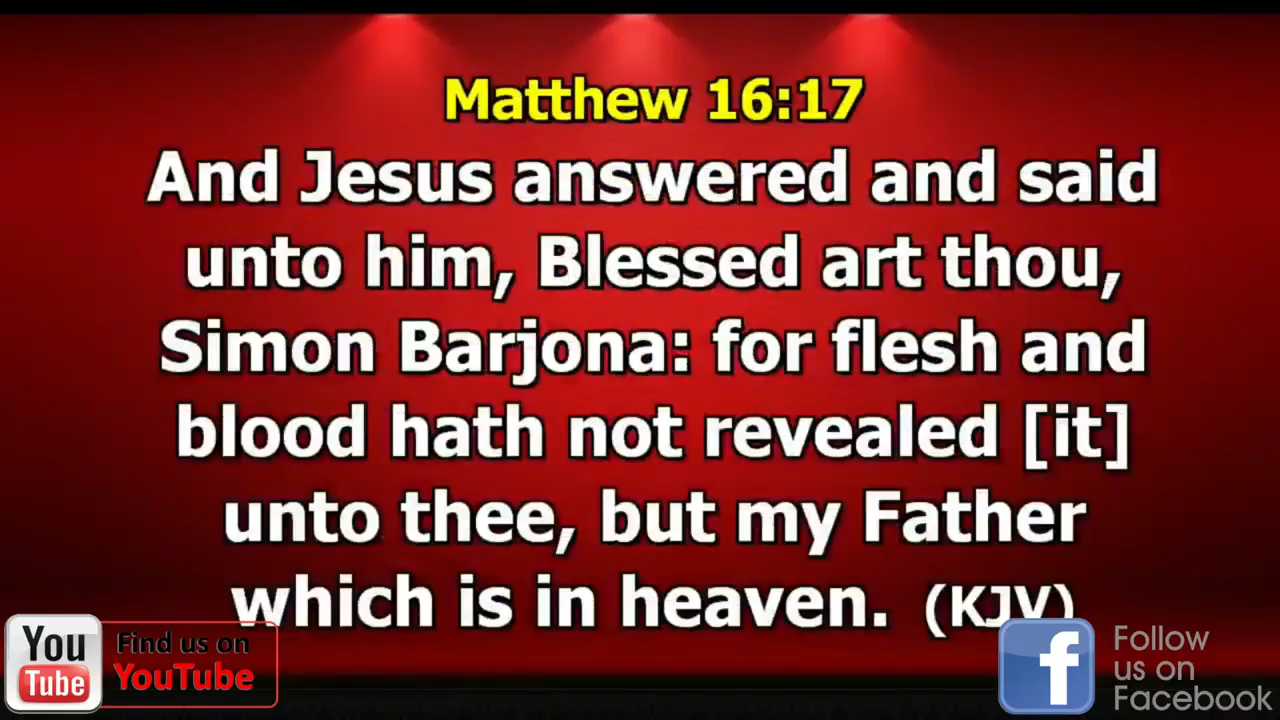 Matthew 16:17
And Jesus answered and said
unto him, Blessed art thou,
Simon Barjona: for flesh and
blood hath not revealed [it]
unto thee, but my Father
which is in heaven. (KJV)
You
Tube
Find us on
YouTube
f
Follow
us on
Facebook